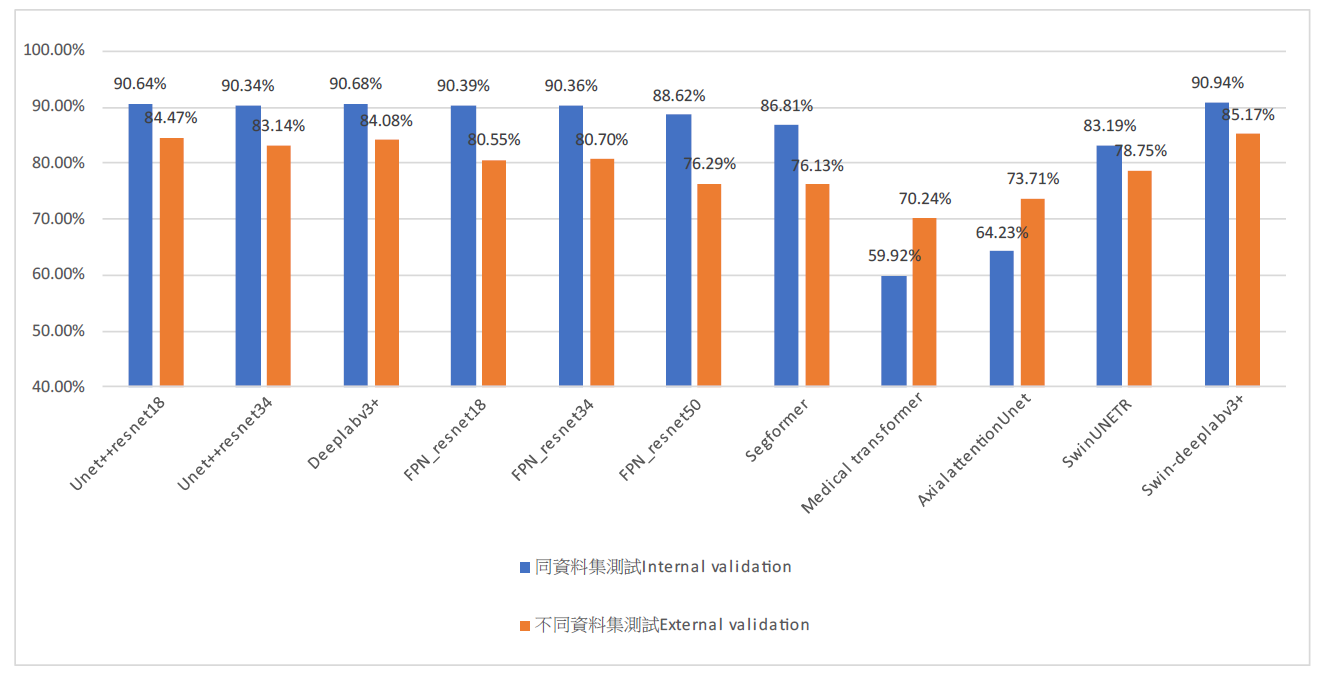 100.00%
90.00%
80.00%
70.00%
60.00%
50.00%
40.00%
90.64%
84.47%
90.34%
83.14%
90.68%
84.08%
90.39%
80.55%
90.36%
80.70%
88.62%
76.29%
86.81%
76.13%
59.92%
70.24%
64.23%
73.71%
83.19%
78.75%
90.94%
85.17%
Unet++resnet18
Unet++resnet34
Deeplabv3+
FPN_resnet18
FPN_resnet34
FPN_resnet50
Segformer
Medical transformer
AxialattentionUnet
SwinUNETR
Swin-deeplabv3+
同資料集測試Internal validation
不同資料集測試External validation